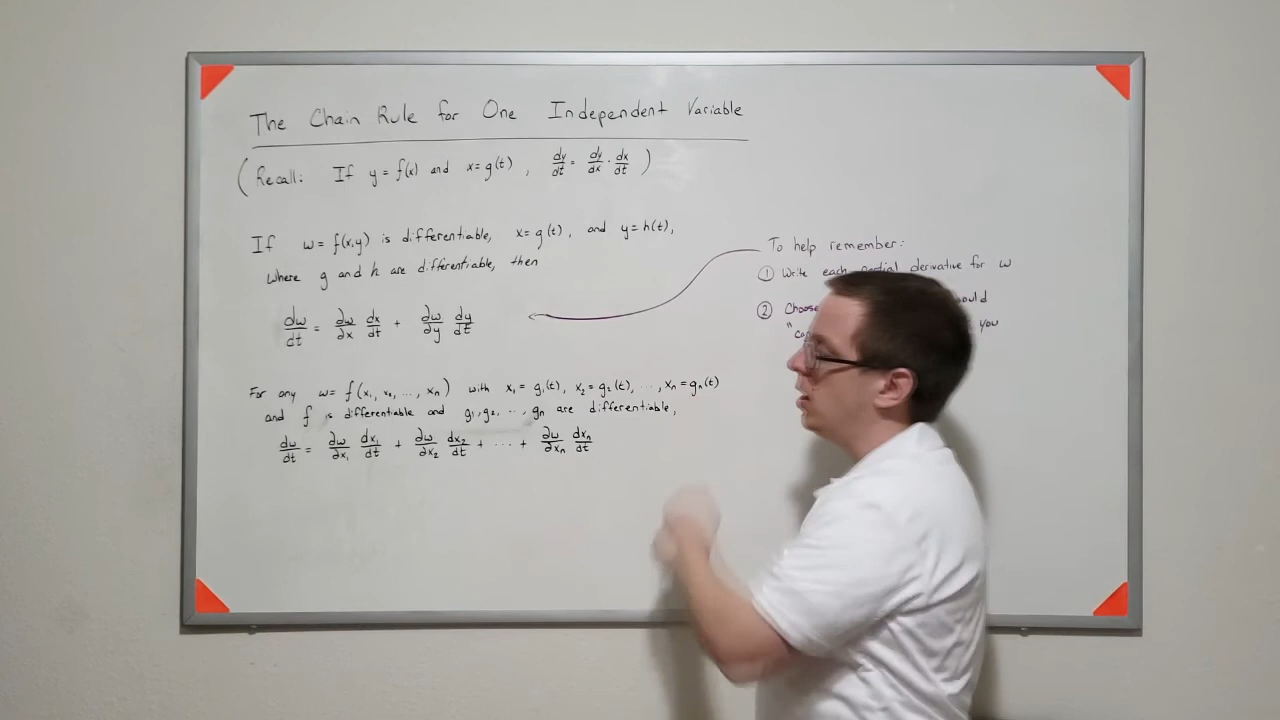 The Chain Rule for One Independent Variable
(Recall: If y = f(x) and x = g(t), dy/dt = dy/dx · dx/dt)
If w = f(x,y) is differentiable, x = g(t), and y = h(t),
where g and h are differentiable, then
dw/dt = ∂w/∂x dx/dt + ∂w/∂y dy/dt
For any w = f(x₁, x₂, ..., xₙ) with x₁ = g₁(t), x₂ = g₂(t), ..., xₙ = gₙ(t)
and f is differentiable and g₁, g₂, ..., gₙ are differentiable,
dw/dt = ∂w/∂x₁ dx₁/dt + ∂w/∂x₂ dx₂/dt + ... + ∂w/∂xₙ dxₙ/dt
To help remember:
① Write each partial derivative for w
② Choose
you